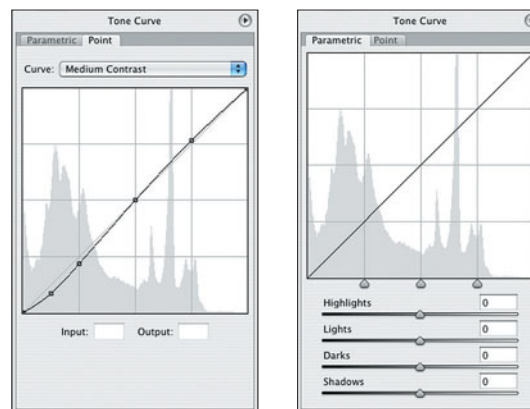 Tone Curve
Parametric Point
Curve: Medium Contrast
Input: Output:
Tone Curve
Parametric Point
Highlights 0
Lights 0
Darks 0
Shadows 0